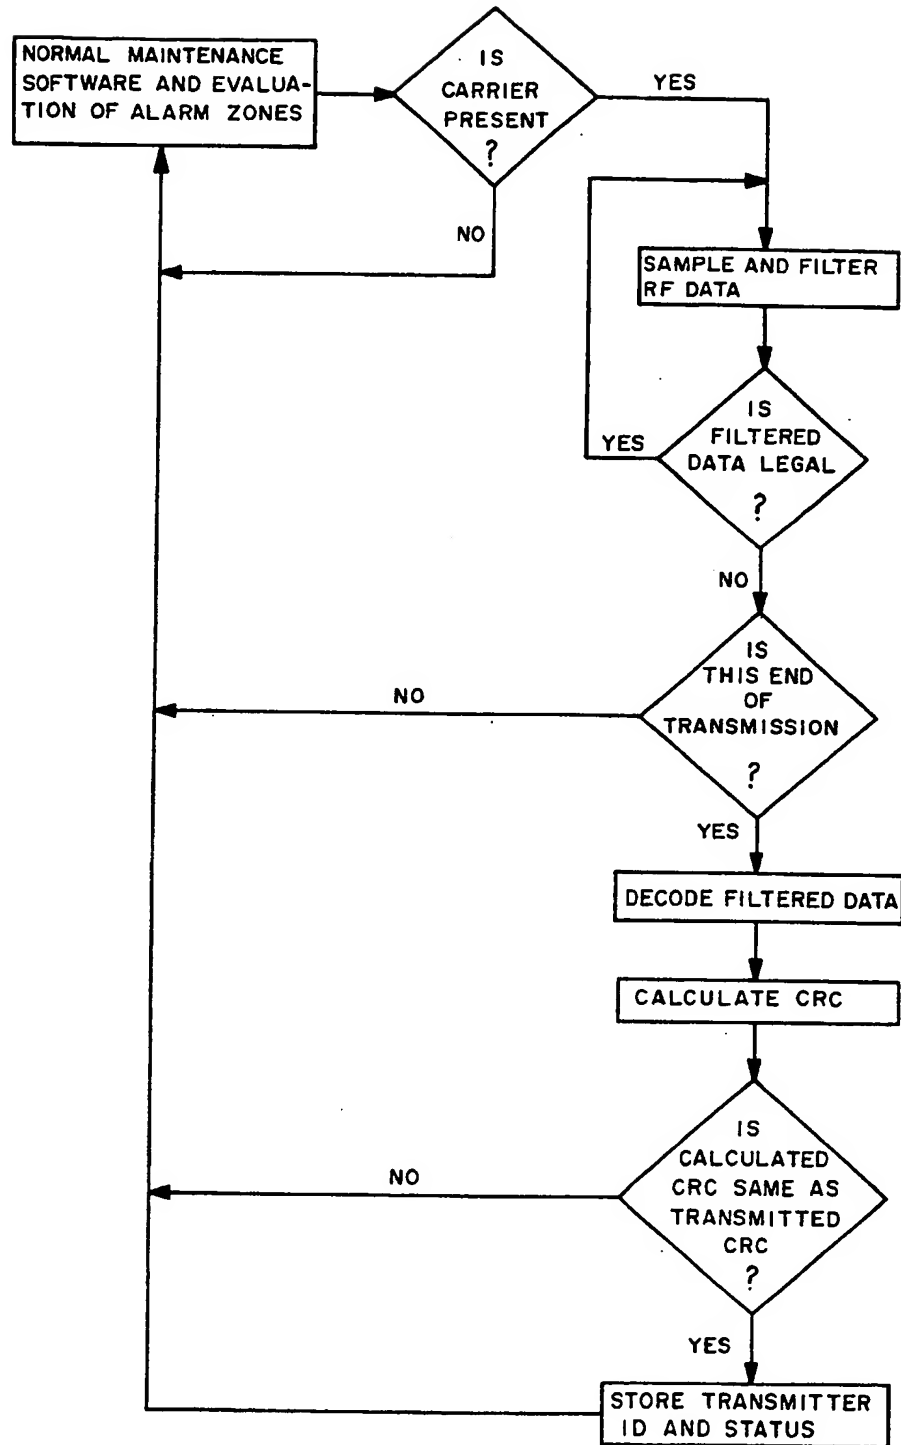 NORMAL MAINTENANCE
SOFTWARE AND EVALUA-
TION OF ALARM ZONES
IS
CARRIER
PRESENT
?
YES
NO
SAMPLE AND FILTER
RF DATA
IS
FILTERED
DATA LEGAL
?
YES
NO
IS
THIS END
OF
TRANSMISSION
?
NO
YES
DECODE FILTERED DATA
CALCULATE CRC
IS
CALCULATED
CRC SAME AS
TRANSMITTED
CRC
?
NO
YES
STORE TRANSMITTER
ID AND STATUS